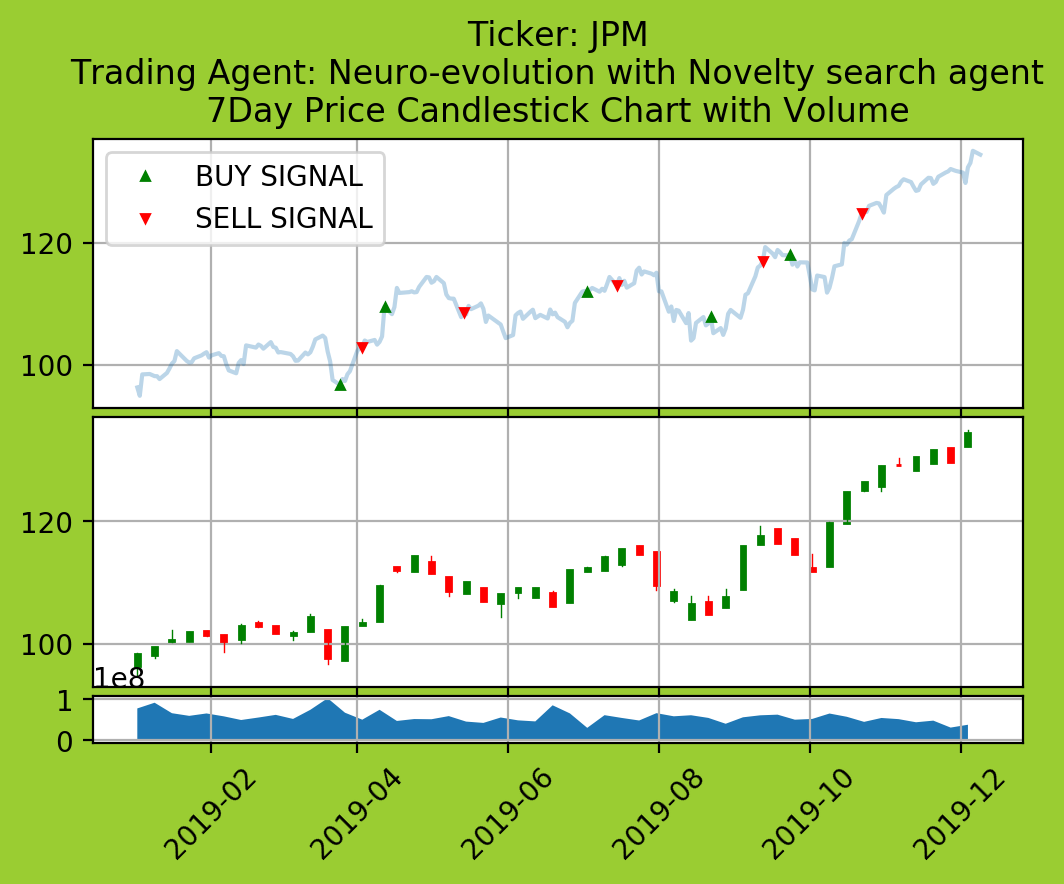 Ticker: JPM
Trading Agent: Neuro-evolution with Novelty search agent
7Day Price Candlestick Chart with Volume
BUY SIGNAL
SELL SIGNAL
120
100
120
100
1e8
1
0
2019-02
2019-04
2019-06
2019-08
2019-10
2019-12